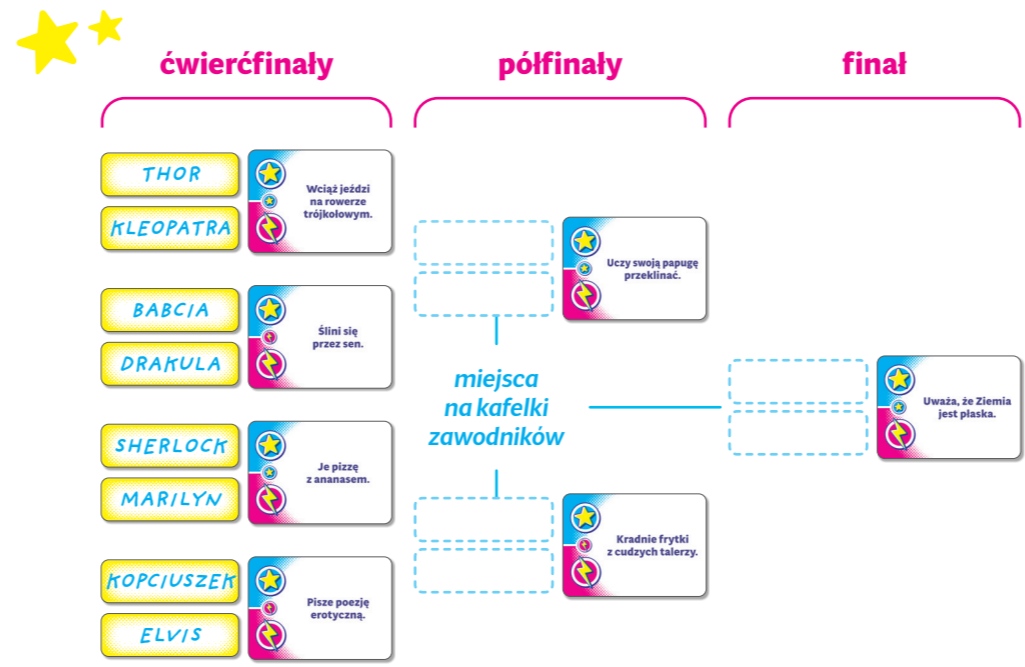 ćwierćfinały
półfinały
finał
THOR
KLEOPATRA
Wciąż jeździ
na rowerze
trójkołowym.
BABCIA
DRAKULA
Ślini się
przez sen.
SHERLOCK
MARILYN
Je pizzę
z ananasem.
KOPCIUSZEK
ELVIS
Pisze poezję
erotyczną.
Uczy swoją papugę
przeklinać.
miejsca
na kafelki
zawodników
Kradnie frytki
z cudzych talerzy.
Uważa, że Ziemia
jest płaska.